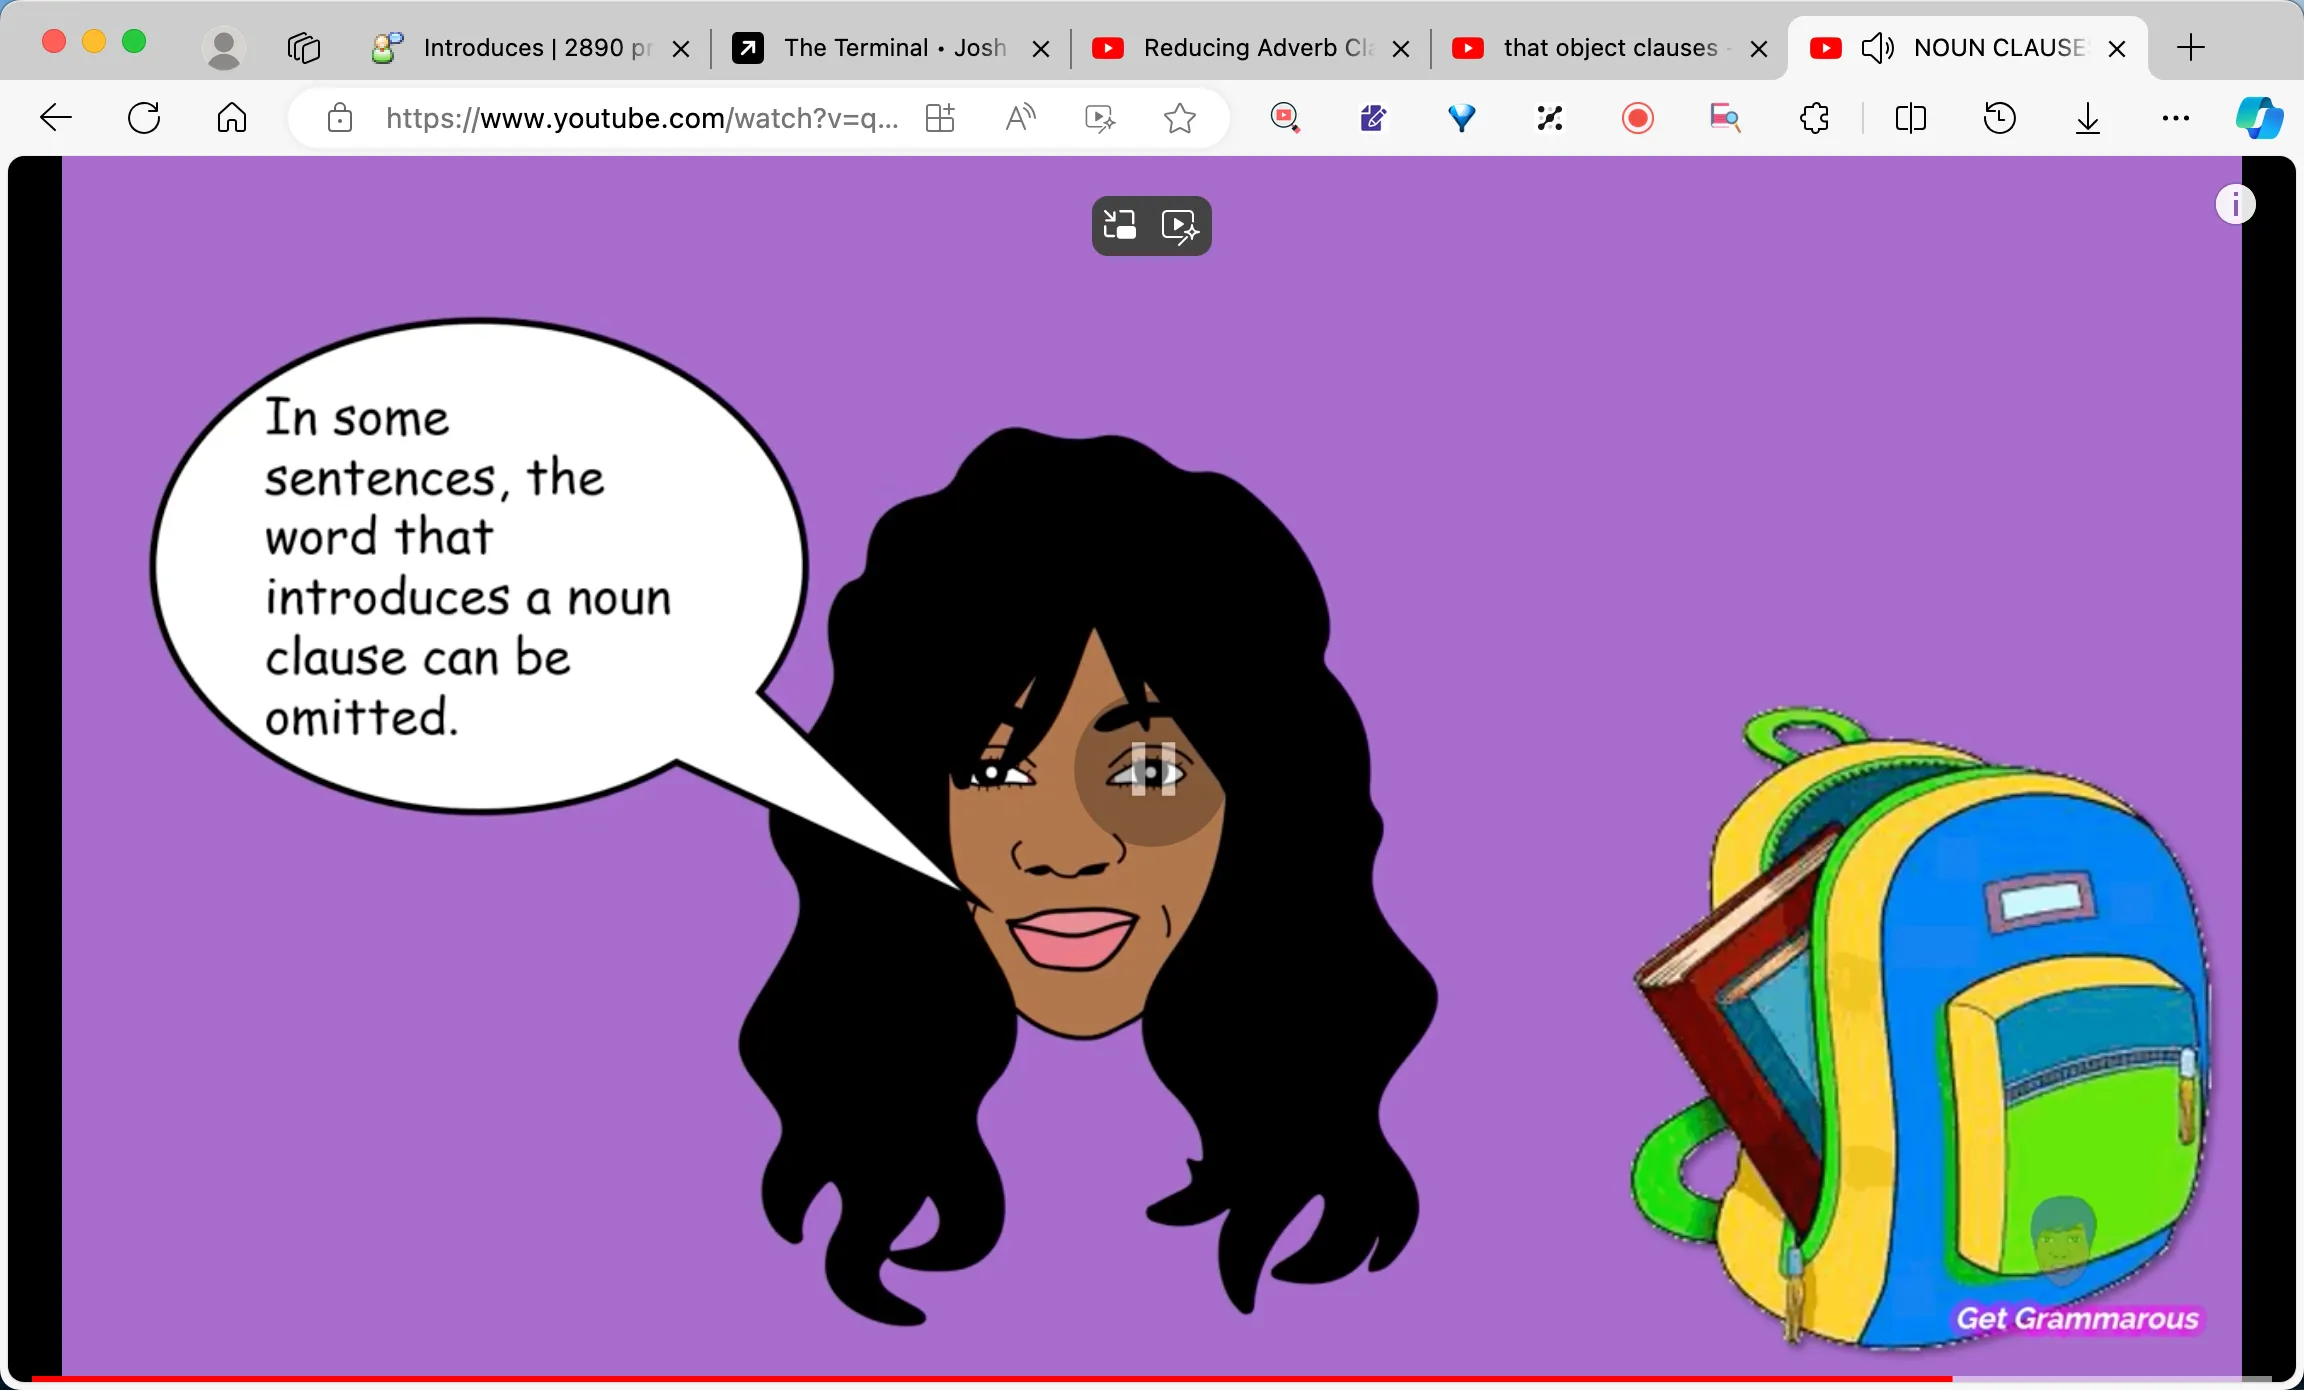 Introduces | 2890 pr
The Terminal • Josh
Reducing Adverb Cla
that object clauses -
NOUN CLAUSE
https://www.youtube.com/watch?v=q...
In some
sentences, the
word that
introduces a noun
clause can be
omitted.
Get Grammarous